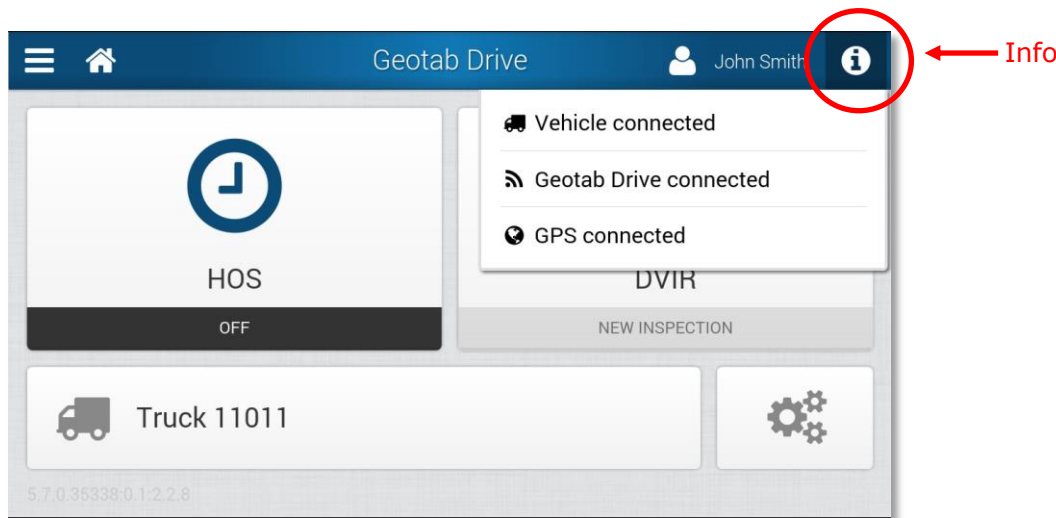 Geotab Drive
John Smith
Info
Vehicle connected
Geotab Drive connected
GPS connected
HOS
DVIR
OFF
NEW INSPECTION
Truck 11011
5.7.0.35338:0.1:2.2.8